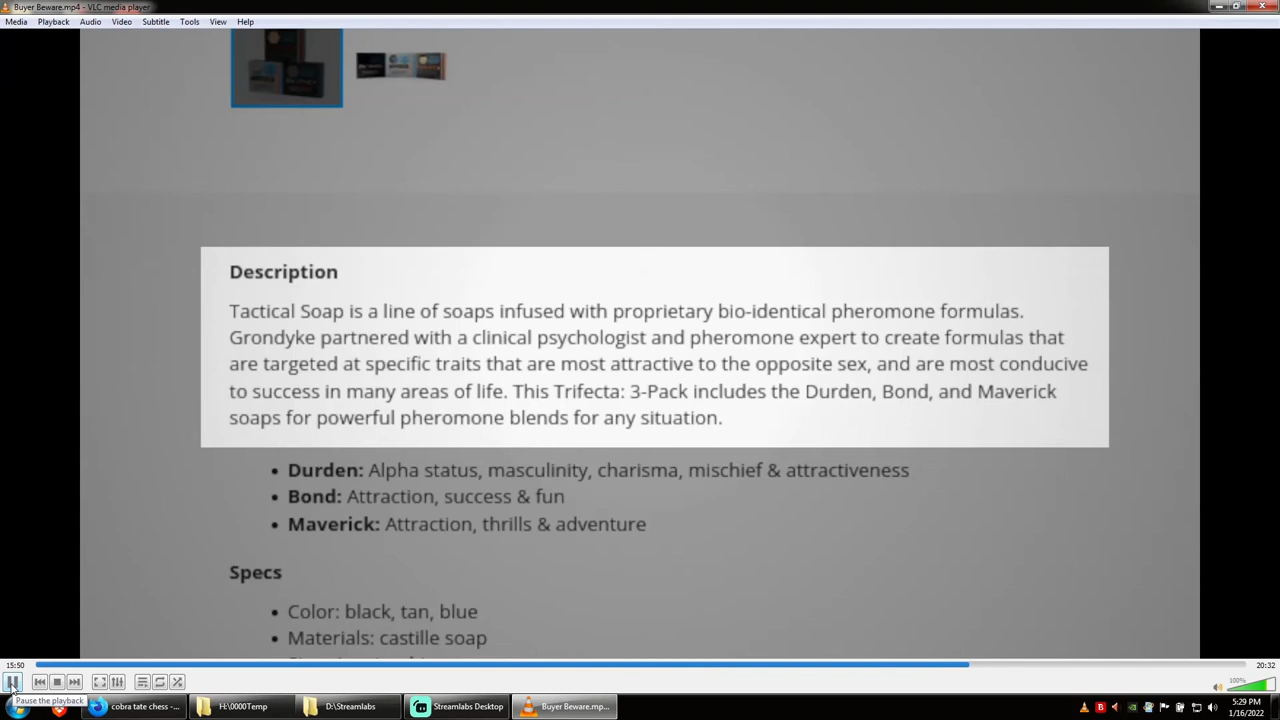 Buyer Beware.mp4 - VLC media player
Media Playback Audio Video Subtitle Tools View Help
Description
Tactical Soap is a line of soaps infused with proprietary bio-identical pheromone formulas.
Grondyke partnered with a clinical psychologist and pheromone expert to create formulas that
are targeted at specific traits that are most attractive to the opposite sex, and are most conducive
to success in many areas of life. This Trifecta: 3-Pack includes the Durden, Bond, and Maverick
soaps for powerful pheromone blends for any situation.
• Durden: Alpha status, masculinity, charisma, mischief & attractiveness
• Bond: Attraction, success & fun
• Maverick: Attraction, thrills & adventure
Specs
• Color: black, tan, blue
• Materials: castille soap
15:50 20:32
100%
Pause the playback
cobra tate chess -... H:\0000Temp D:\Streamlabs Streamlabs Desktop Buyer Beware.mp... 5:29 PM
1/16/2022